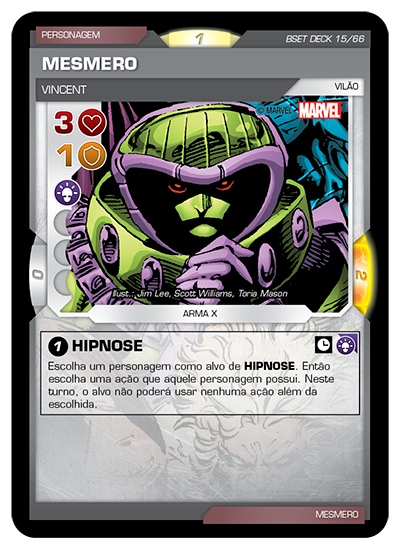 PERSONAGEM
1
BSET DECK 15/66
MESMERO
VINCENT
VILÃO
© MARVEL MARVEL
3
1
0
2
Illust.: Jim Lee, Scott Williams, Toria Mason
ARMA X
1 HIPNOSE
Escolha um personagem como alvo de HIPNOSE. Então
escolha uma ação que aquele personagem possui. Neste
turno, o alvo não poderá usar nenhuma ação além da
escolhida.
MESMERO